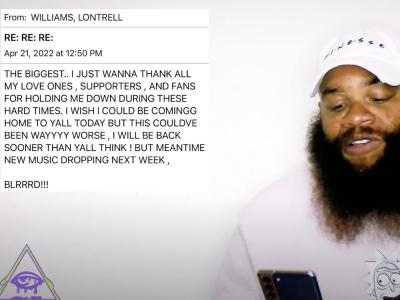 From: WILLIAMS, LONTRELL
RE: RE: RE:
Apr 21, 2022 at 12:50 PM
THE BIGGEST.. I JUST WANNA THANK ALL
MY LOVE ONES , SUPPORTERS , AND FANS
FOR HOLDING ME DOWN DURING THESE
HARD TIMES. I WISH I COULD BE COMINGG
HOME TO YALL TODAY BUT THIS COULDVE
BEEN WAYYYY WORSE , I WILL BE BACK
SOONER THAN YALL THINK ! BUT MEANTIME
NEW MUSIC DROPPING NEXT WEEK ,
BLRRRD!!!
FINESSE